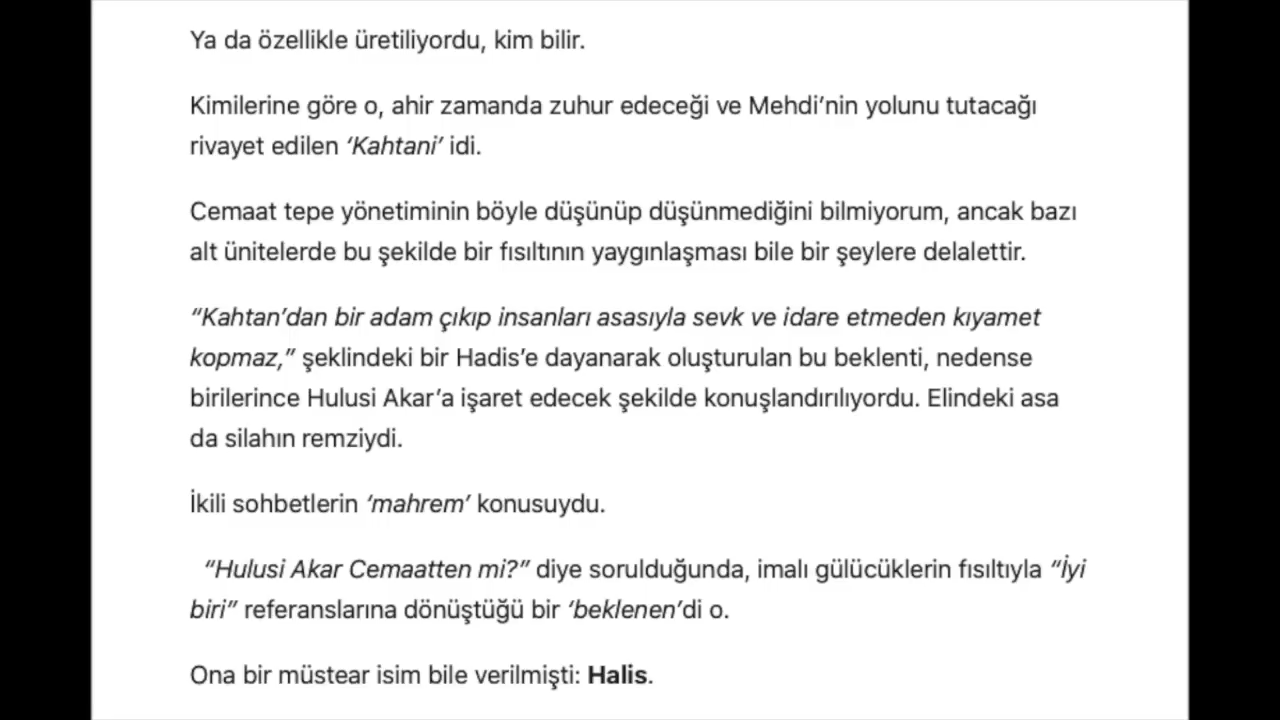 Ya da özellikle üretiliyordu, kim bilir.
Kimilerine göre o, ahir zamanda zuhur edeceği ve Mehdi’nin yolunu tutacağı
rivayet edilen ‘Kahtani’ idi.
Cemaat tepe yönetiminin böyle düşünüp düşünmediğini bilmiyorum, ancak bazı
alt ünitelerde bu şekilde bir fısıltının yaygınlaşması bile bir şeylere delalettir.
“Kahtan’dan bir adam çıkıp insanları asasıyla sevk ve idare etmeden kıyamet
kopmaz,” şeklindeki bir Hadis’e dayanarak oluşturulan bu beklenti, nedense
birilerince Hulusi Akar’a işaret edecek şekilde konuşlandırılıyordu. Elindeki asa
da silahın remziydi.
İkili sohbetlerin ‘mahrem’ konusuydu.
“Hulusi Akar Cemaatten mi?” diye sorulduğunda, imalı gülücüklerin fısıltıyla “İyi
biri” referanslarına dönüştüğü bir ‘beklenen’di o.
Ona bir müstear isim bile verilmişti: Halis.